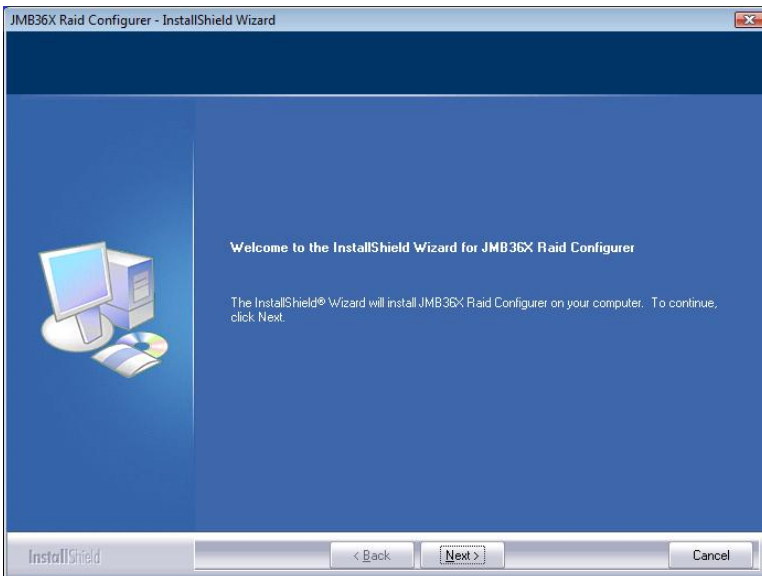 JMB36X Raid Configurer - InstallShield Wizard
Welcome to the InstallShield Wizard for JMB36X Raid Configurer
The InstallShield® Wizard will install JMB36X Raid Configurer on your computer. To continue,
click Next.
InstallShield
< Back
Next >
Cancel